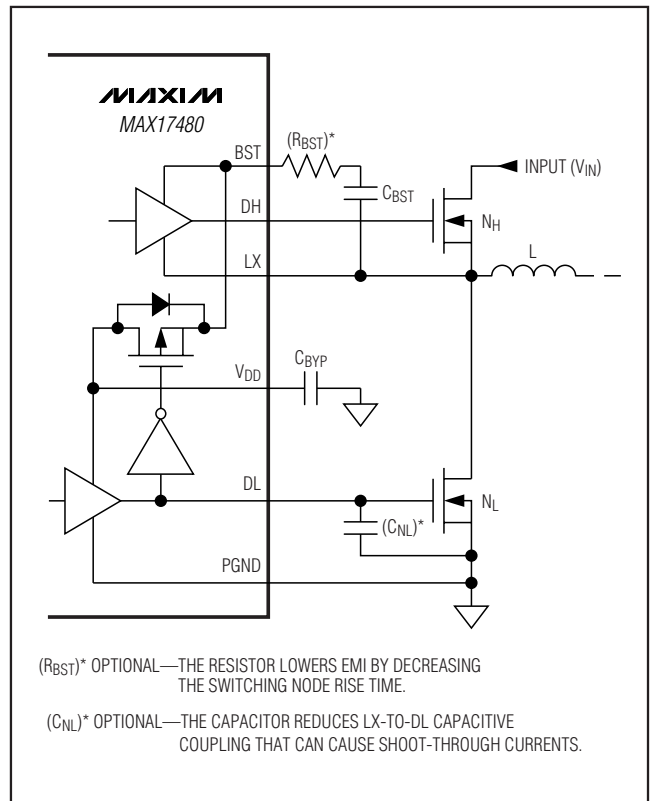 MAXIM
MAX17480
BST
(RBST)*
INPUT (VIN)
CBST
DH
NH
LX
L
VDD
CBYP
DL
NL
(CNL)*
PGND
(RBST)* OPTIONAL—THE RESISTOR LOWERS EMI BY DECREASING
THE SWITCHING NODE RISE TIME.
(CNL)* OPTIONAL—THE CAPACITOR REDUCES LX-TO-DL CAPACITIVE
COUPLING THAT CAN CAUSE SHOOT-THROUGH CURRENTS.